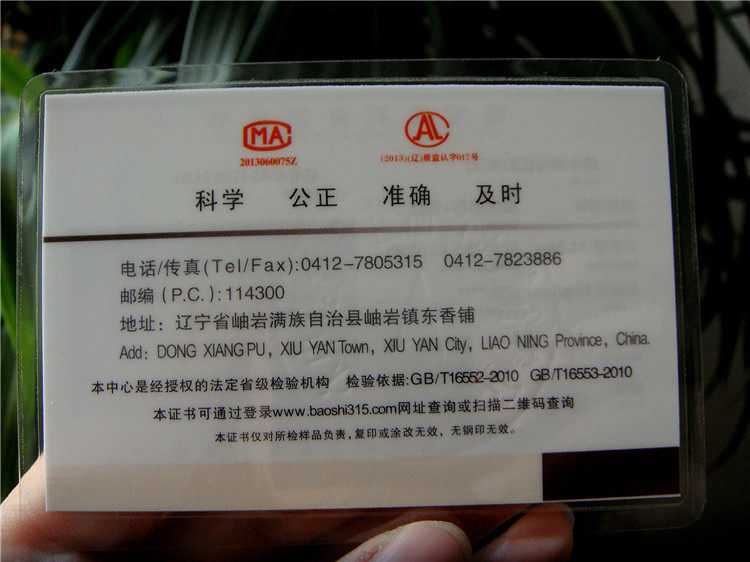 CMA
2013060075Z
CAL
(2013)(辽)质监认字017号
科学 公正 准确 及时
电话/传真(Tel/Fax):0412-7805315 0412-7823886
邮编(P.C.):114300
地址：辽宁省岫岩满族自治县岫岩镇东香铺
Add: DONG XIANG PU, XIU YAN Town, XIU YAN City, LIAO NING Province, China.
本中心是经授权的法定省级检验机构 检验依据:GB/T16552-2010 GB/T16553-2010
本证书可通过登录www.baoshi315.com网址查询或扫描二维码查询
本证书仅对所检样品负责,复印或涂改无效，无钢印无效。